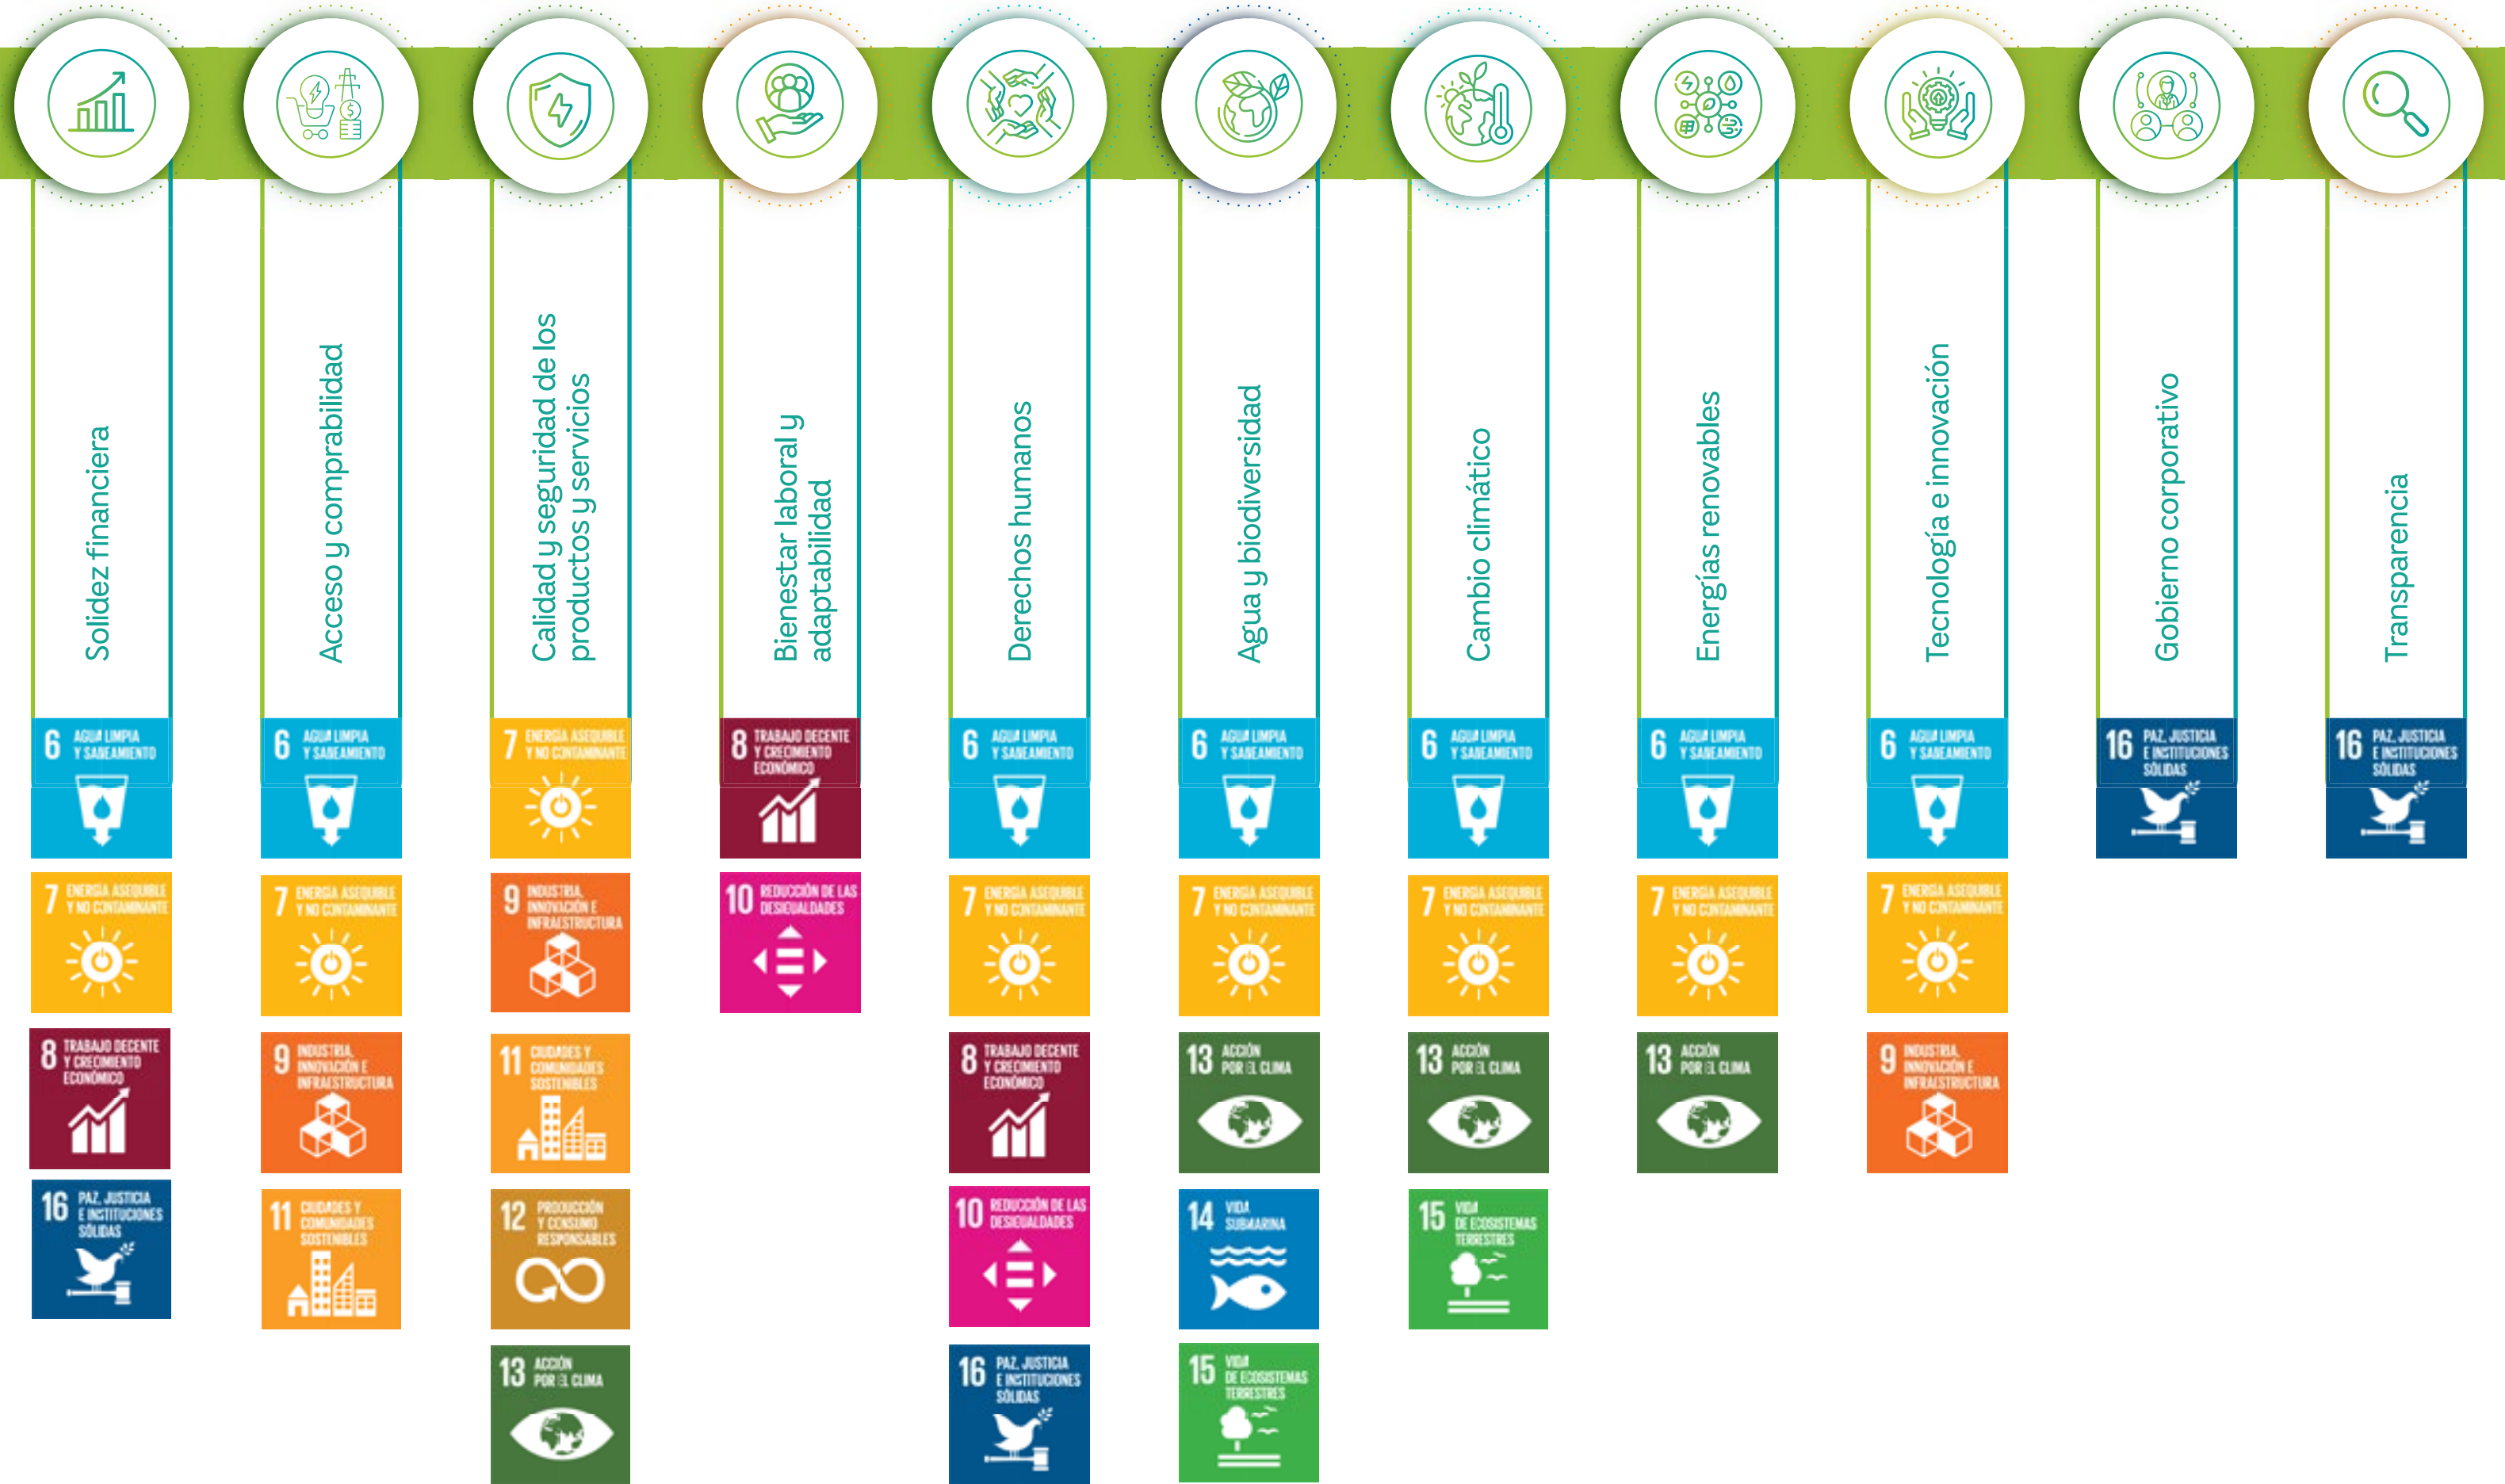 Solidez financiera
6 AGUA LIMPIA
Y SANEAMIENTO
7 ENERGÍA ASEQUIBLE
Y NO CONTAMINANTE
8 TRABAJO DECENTE
Y CRECIMIENTO
ECONÓMICO
16 PAZ, JUSTICIA
E INSTITUCIONES
SÓLIDAS
Acceso y comprabilidad
6 AGUA LIMPIA
Y SANEAMIENTO
7 ENERGÍA ASEQUIBLE
Y NO CONTAMINANTE
9 INDUSTRIA,
INNOVACIÓN E
INFRAESTRUCTURA
11 CIUDADES Y
COMUNIDADES
SOSTENIBLES
Calidad y seguridad de los
productos y servicios
7 ENERGÍA ASEQUIBLE
Y NO CONTAMINANTE
9 INDUSTRIA,
INNOVACIÓN E
INFRAESTRUCTURA
11 CIUDADES Y
COMUNIDADES
SOSTENIBLES
12 PRODUCCIÓN
Y CONSUMO
RESPONSABLES
13 ACCIÓN
POR EL CLIMA
Bienestar laboral y
adaptabilidad
8 TRABAJO DECENTE
Y CRECIMIENTO
ECONÓMICO
10 REDUCCIÓN DE LAS
DESIGUALDADES
Derechos humanos
6 AGUA LIMPIA
Y SANEAMIENTO
7 ENERGÍA ASEQUIBLE
Y NO CONTAMINANTE
8 TRABAJO DECENTE
Y CRECIMIENTO
ECONÓMICO
10 REDUCCIÓN DE LAS
DESIGUALDADES
16 PAZ, JUSTICIA
E INSTITUCIONES
SÓLIDAS
Agua y biodiversidad
6 AGUA LIMPIA
Y SANEAMIENTO
7 ENERGÍA ASEQUIBLE
Y NO CONTAMINANTE
13 ACCIÓN
POR EL CLIMA
14 VIDA
SUBMARINA
15 VIDA
DE ECOSISTEMAS
TERRESTRES
Cambio climático
6 AGUA LIMPIA
Y SANEAMIENTO
7 ENERGÍA ASEQUIBLE
Y NO CONTAMINANTE
13 ACCIÓN
POR EL CLIMA
15 VIDA
DE ECOSISTEMAS
TERRESTRES
Energías renovables
6 AGUA LIMPIA
Y SANEAMIENTO
7 ENERGÍA ASEQUIBLE
Y NO CONTAMINANTE
13 ACCIÓN
POR EL CLIMA
Tecnología e innovación
6 AGUA LIMPIA
Y SANEAMIENTO
7 ENERGÍA ASEQUIBLE
Y NO CONTAMINANTE
9 INDUSTRIA,
INNOVACIÓN E
INFRAESTRUCTURA
Gobierno corporativo
16 PAZ, JUSTICIA
E INSTITUCIONES
SÓLIDAS
Transparencia
16 PAZ, JUSTICIA
E INSTITUCIONES
SÓLIDAS